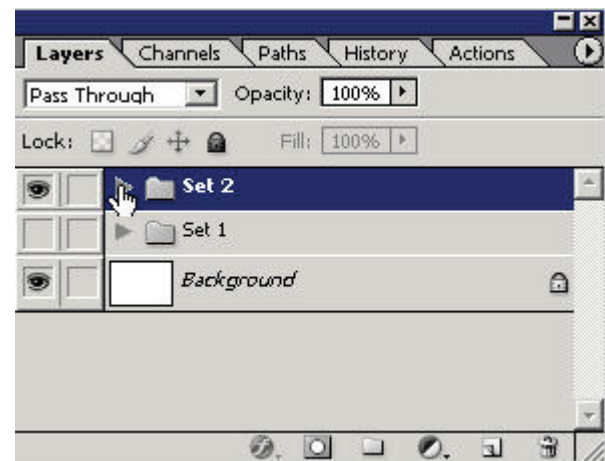 Layers Channels Paths History Actions
Pass Through Opacity: 100%
Lock: Fill: 100%
Set 2
Set 1
Background